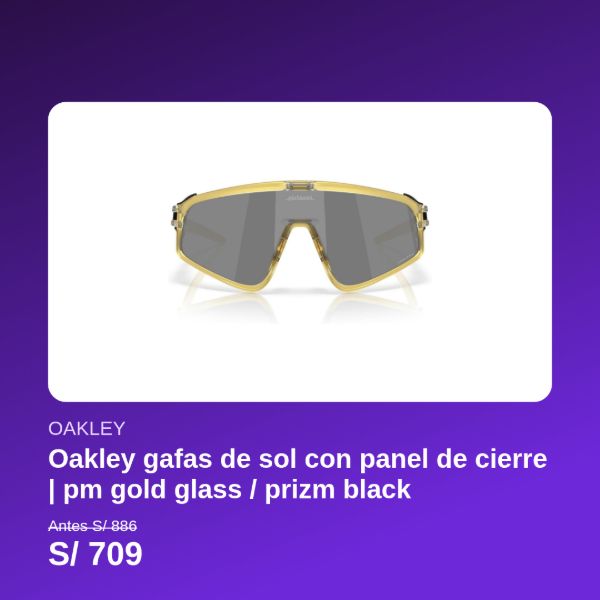 OAKLEY
Oakley gafas de sol con panel de cierre
| pm gold glass / prizm black
Antes S/ 886
S/ 709